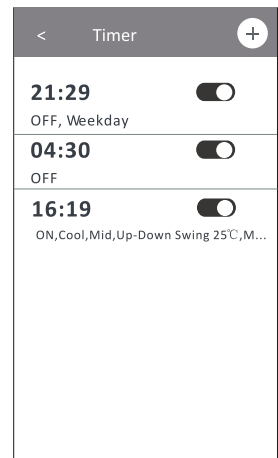 < Timer +
21:29
OFF, Weekday
04:30
OFF
16:19
ON,Cool,Mid,Up-Down Swing 25℃,M...